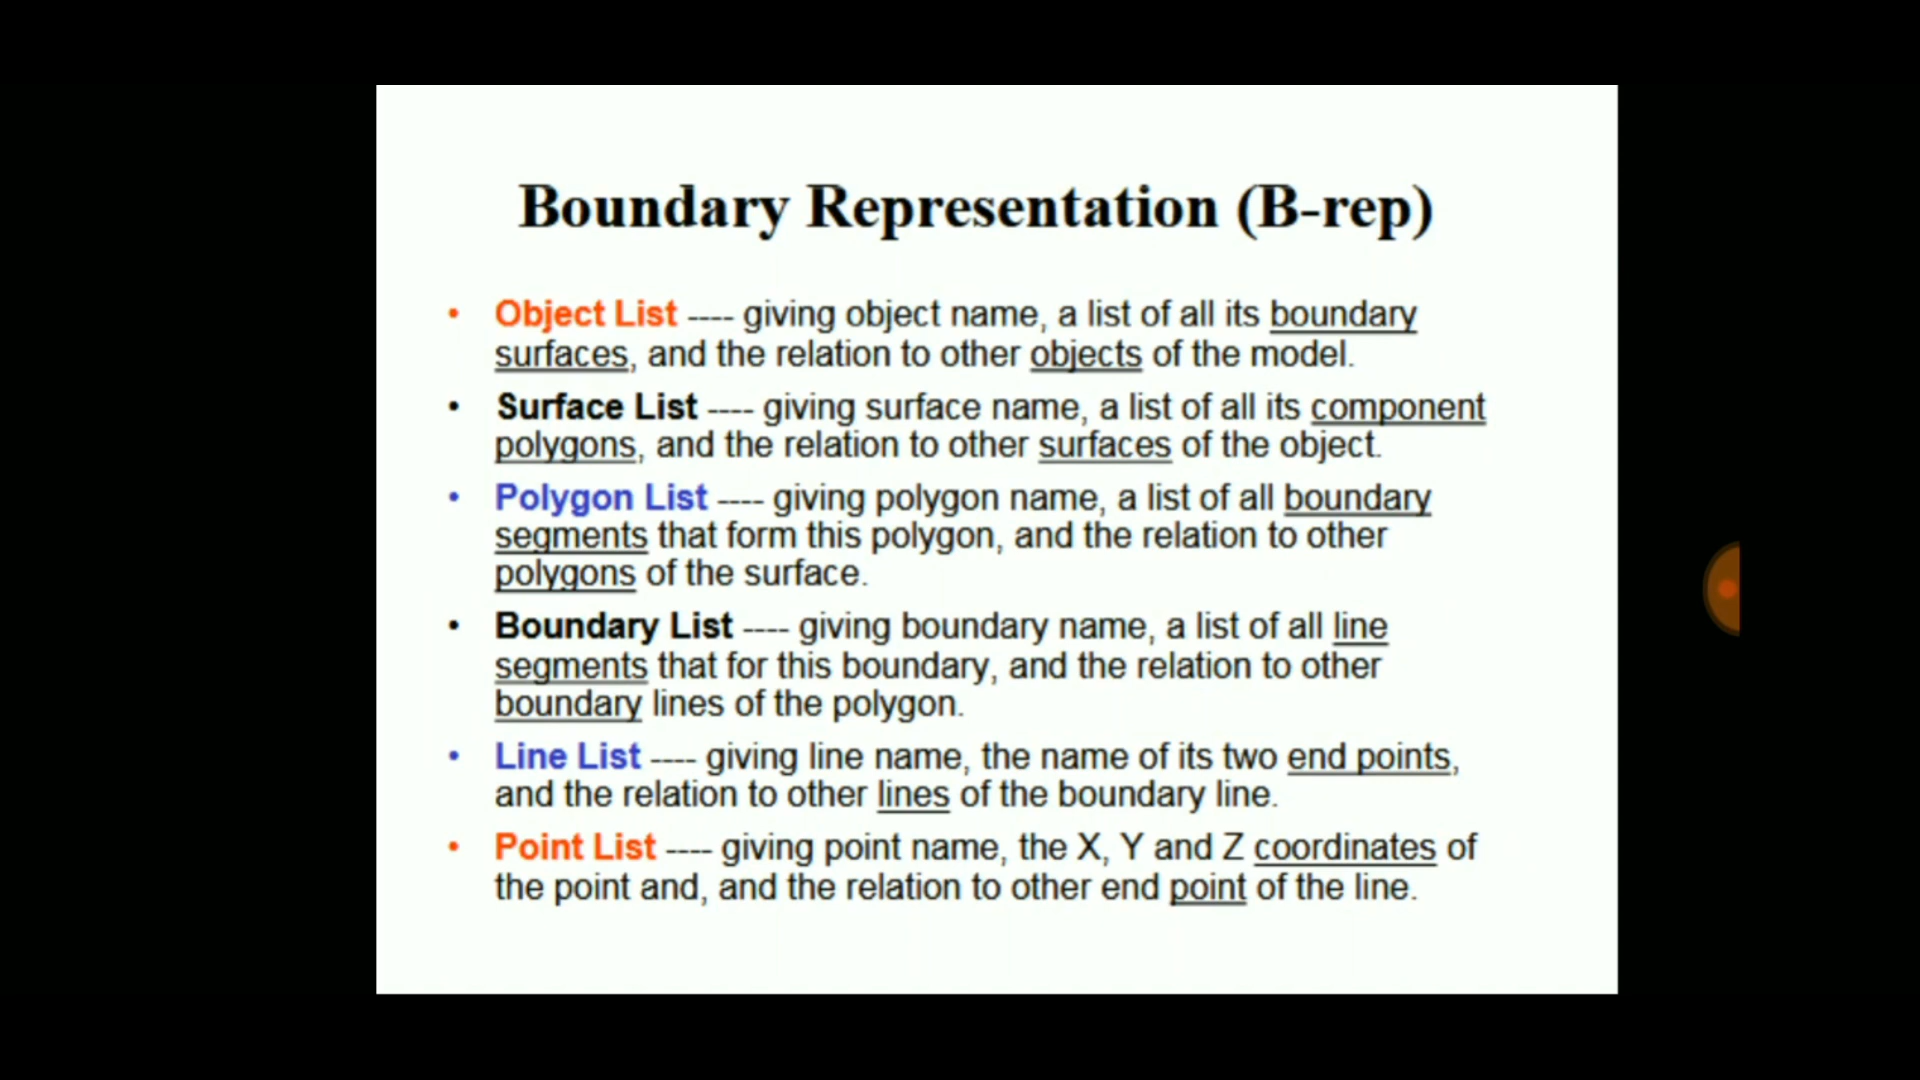 Boundary Representation (B-rep)
• Object List ---- giving object name, a list of all its boundary
surfaces, and the relation to other objects of the model.
• Surface List ---- giving surface name, a list of all its component
polygons, and the relation to other surfaces of the object.
• Polygon List ---- giving polygon name, a list of all boundary
segments that form this polygon, and the relation to other
polygons of the surface.
• Boundary List ---- giving boundary name, a list of all line
segments that for this boundary, and the relation to other
boundary lines of the polygon.
• Line List ---- giving line name, the name of its two end points,
and the relation to other lines of the boundary line.
• Point List ---- giving point name, the X, Y and Z coordinates of
the point and, and the relation to other end point of the line.